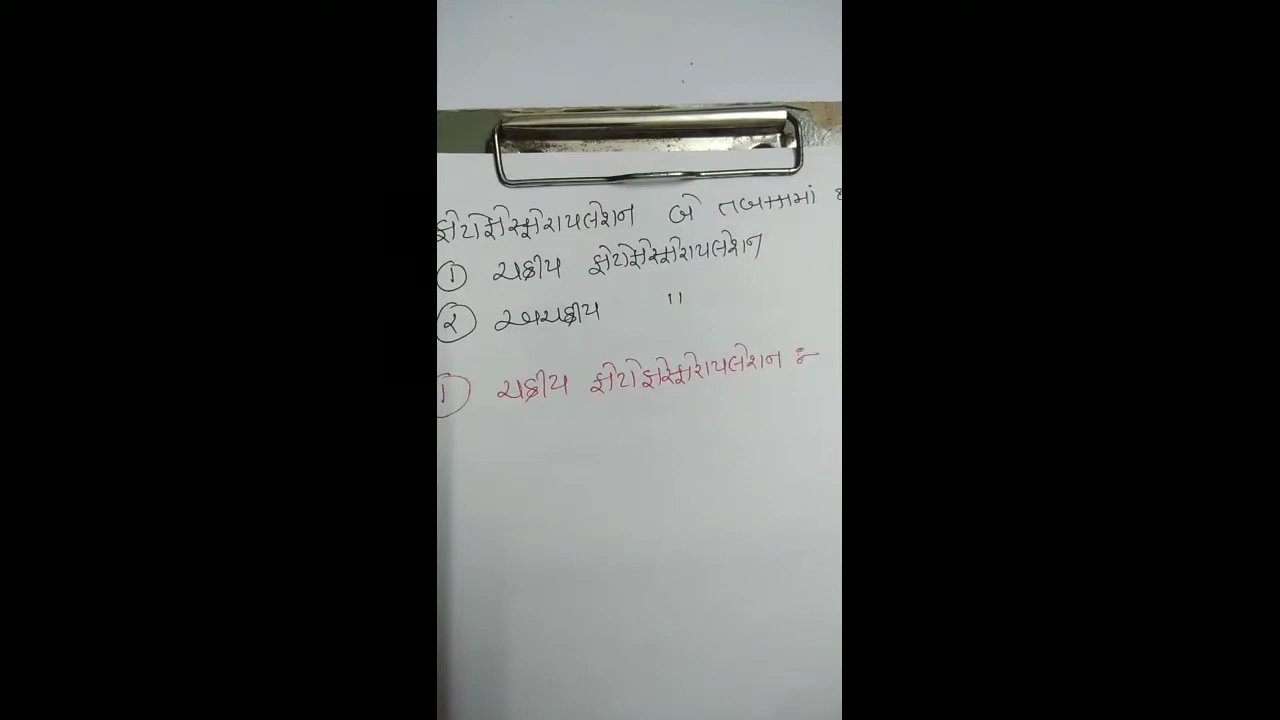 ફોટોફોસ્ફોરાયલેશન બે તબક્કામાં
① ચક્રીય ફોટોફોસ્ફોરાયલેશન
② અચક્રીય "
① ચક્રીય ફોટોફોસ્ફોરાયલેશન :-